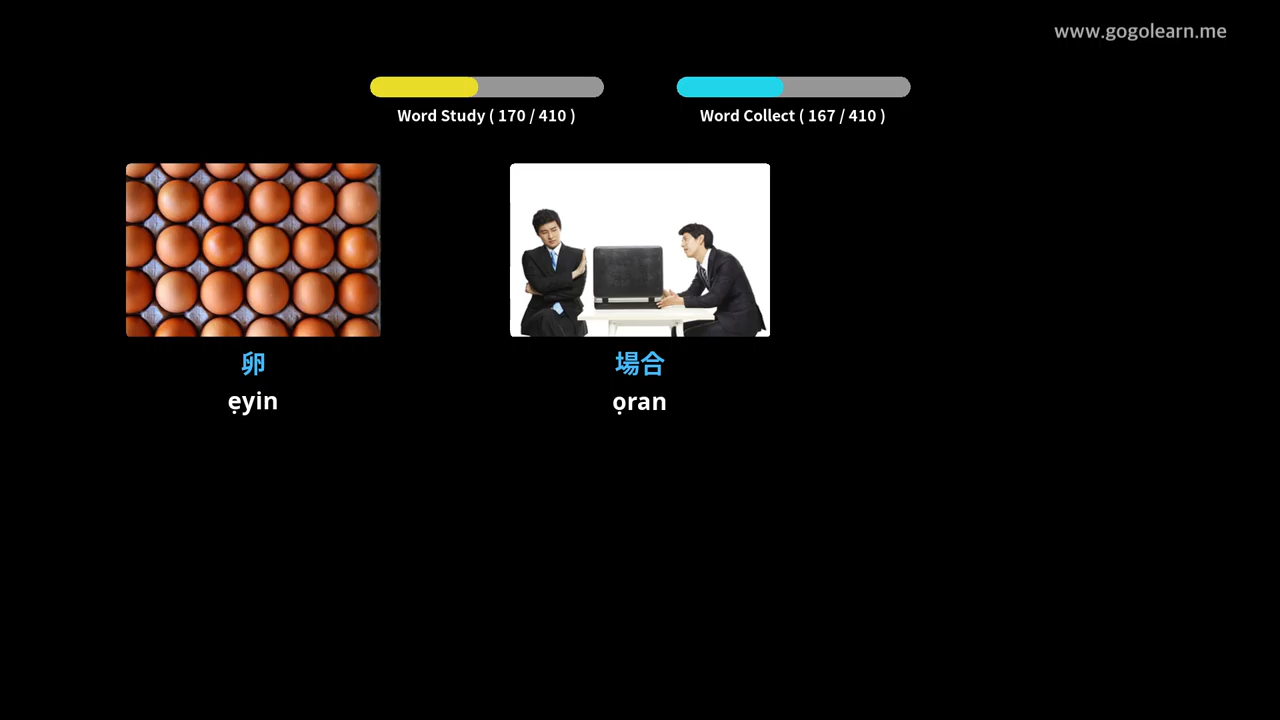 www.gogolearn.me
Word Study ( 170 / 410 )
Word Collect ( 167 / 410 )
卵
ẹyin
場合
ọran